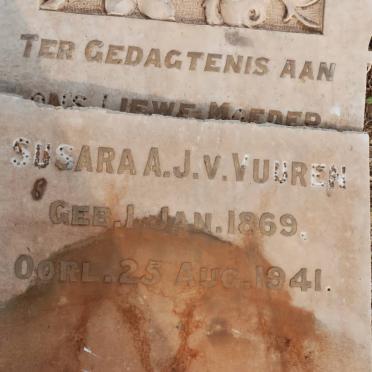 TER GEDAGTENIS AAN
ONS LIEWE MOEDER
SUSARA A.J.V. VUUREN
GEB. 1. JAN. 1869.
OORL. 25 AUG. 1941.